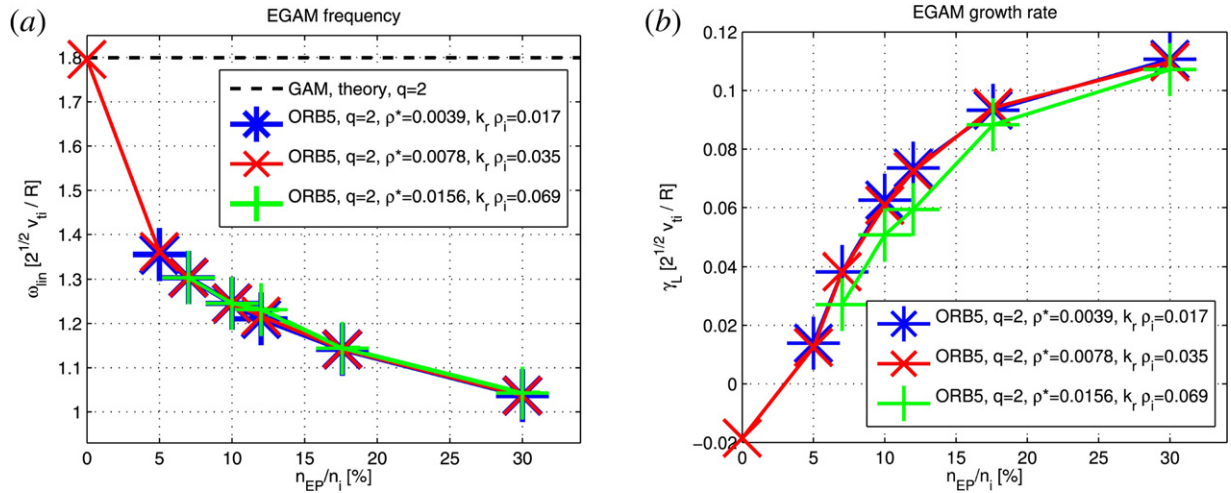 (a)
EGAM frequency
1.8
1.7
1.6
1.5
1.4
1.3
1.2
1.1
1
ω_lin [2^{1/2} v_ti / R]
GAM, theory, q=2
ORB5, q=2, ρ*=0.0039, k_r ρ_i=0.017
ORB5, q=2, ρ*=0.0078, k_r ρ_i=0.035
ORB5, q=2, ρ*=0.0156, k_r ρ_i=0.069
0 5 10 15 20 25 30
n_EP/n_i [%]
(b)
EGAM growth rate
0.12
0.1
0.08
0.06
0.04
0.02
0
−0.02
γ_L [2^{1/2} v_ti / R]
ORB5, q=2, ρ*=0.0039, k_r ρ_i=0.017
ORB5, q=2, ρ*=0.0078, k_r ρ_i=0.035
ORB5, q=2, ρ*=0.0156, k_r ρ_i=0.069
0 5 10 15 20 25 30
n_EP/n_i [%]